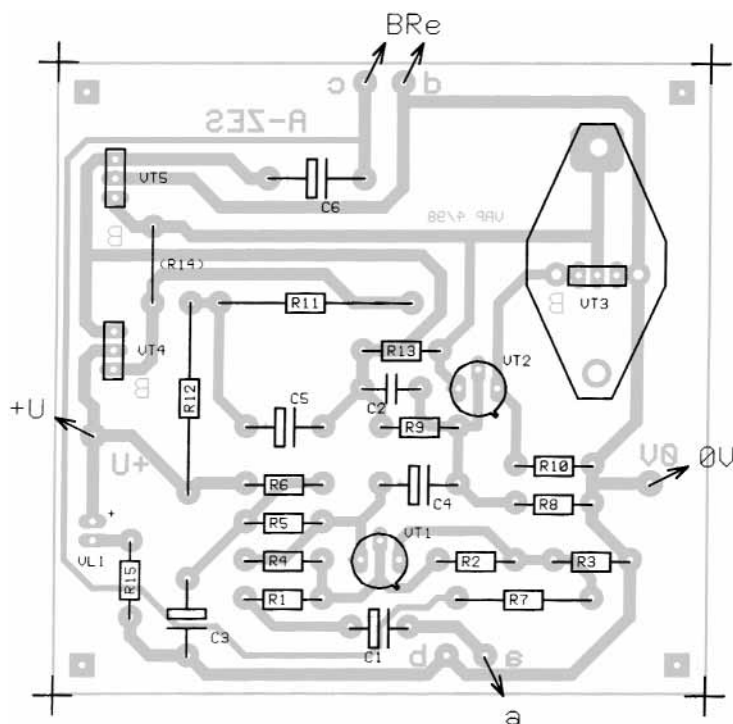 BRe
c d
A-ZES
VT5
C6
VAP 4/98
B
(R14)
B
VT3
R11
VT4
R13
VT2
B
R12
C2
+U
C5
R9
+U
0V
0V
R10
R6
C4
R8
+
R5
VT1
VL1
R15
R4
R2
R3
R1
R7
C3
C1
b a
a